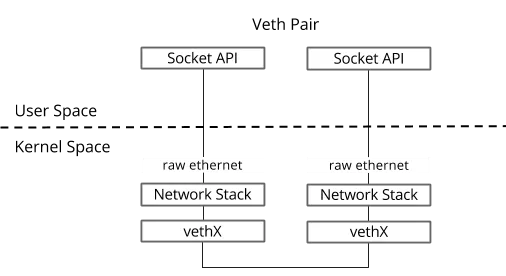 Veth Pair
Socket API
Socket API
User Space
Kernel Space
raw ethernet
raw ethernet
Network Stack
Network Stack
vethX
vethX